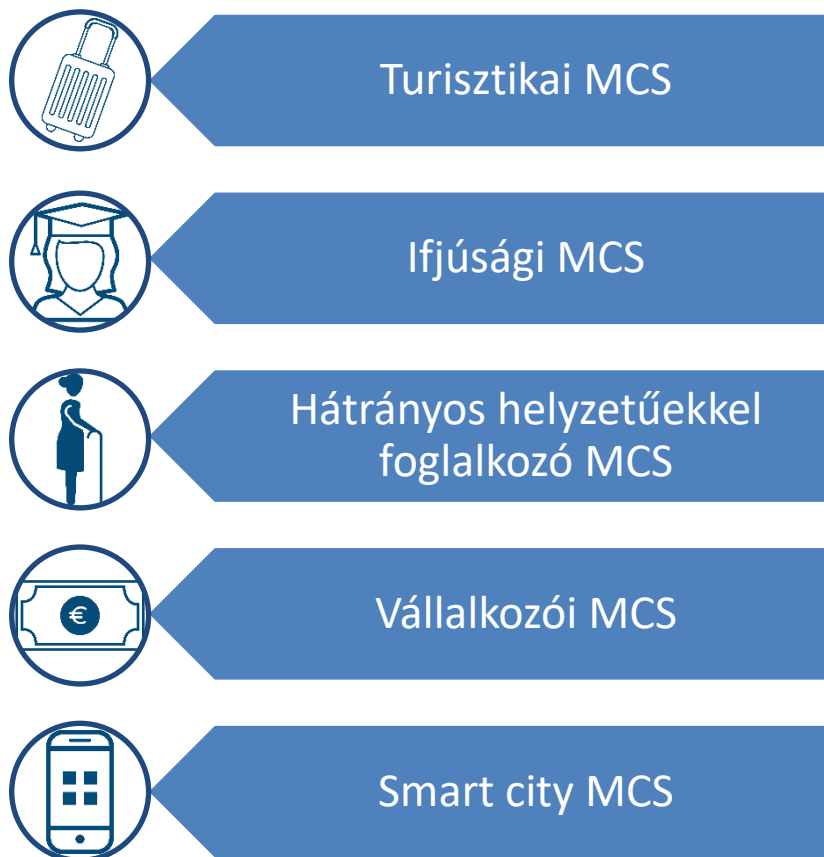 Turisztikai MCS
Ifjúsági MCS
Hátrányos helyzetűekkel
foglalkozó MCS
€
Vállalkozói MCS
Smart city MCS